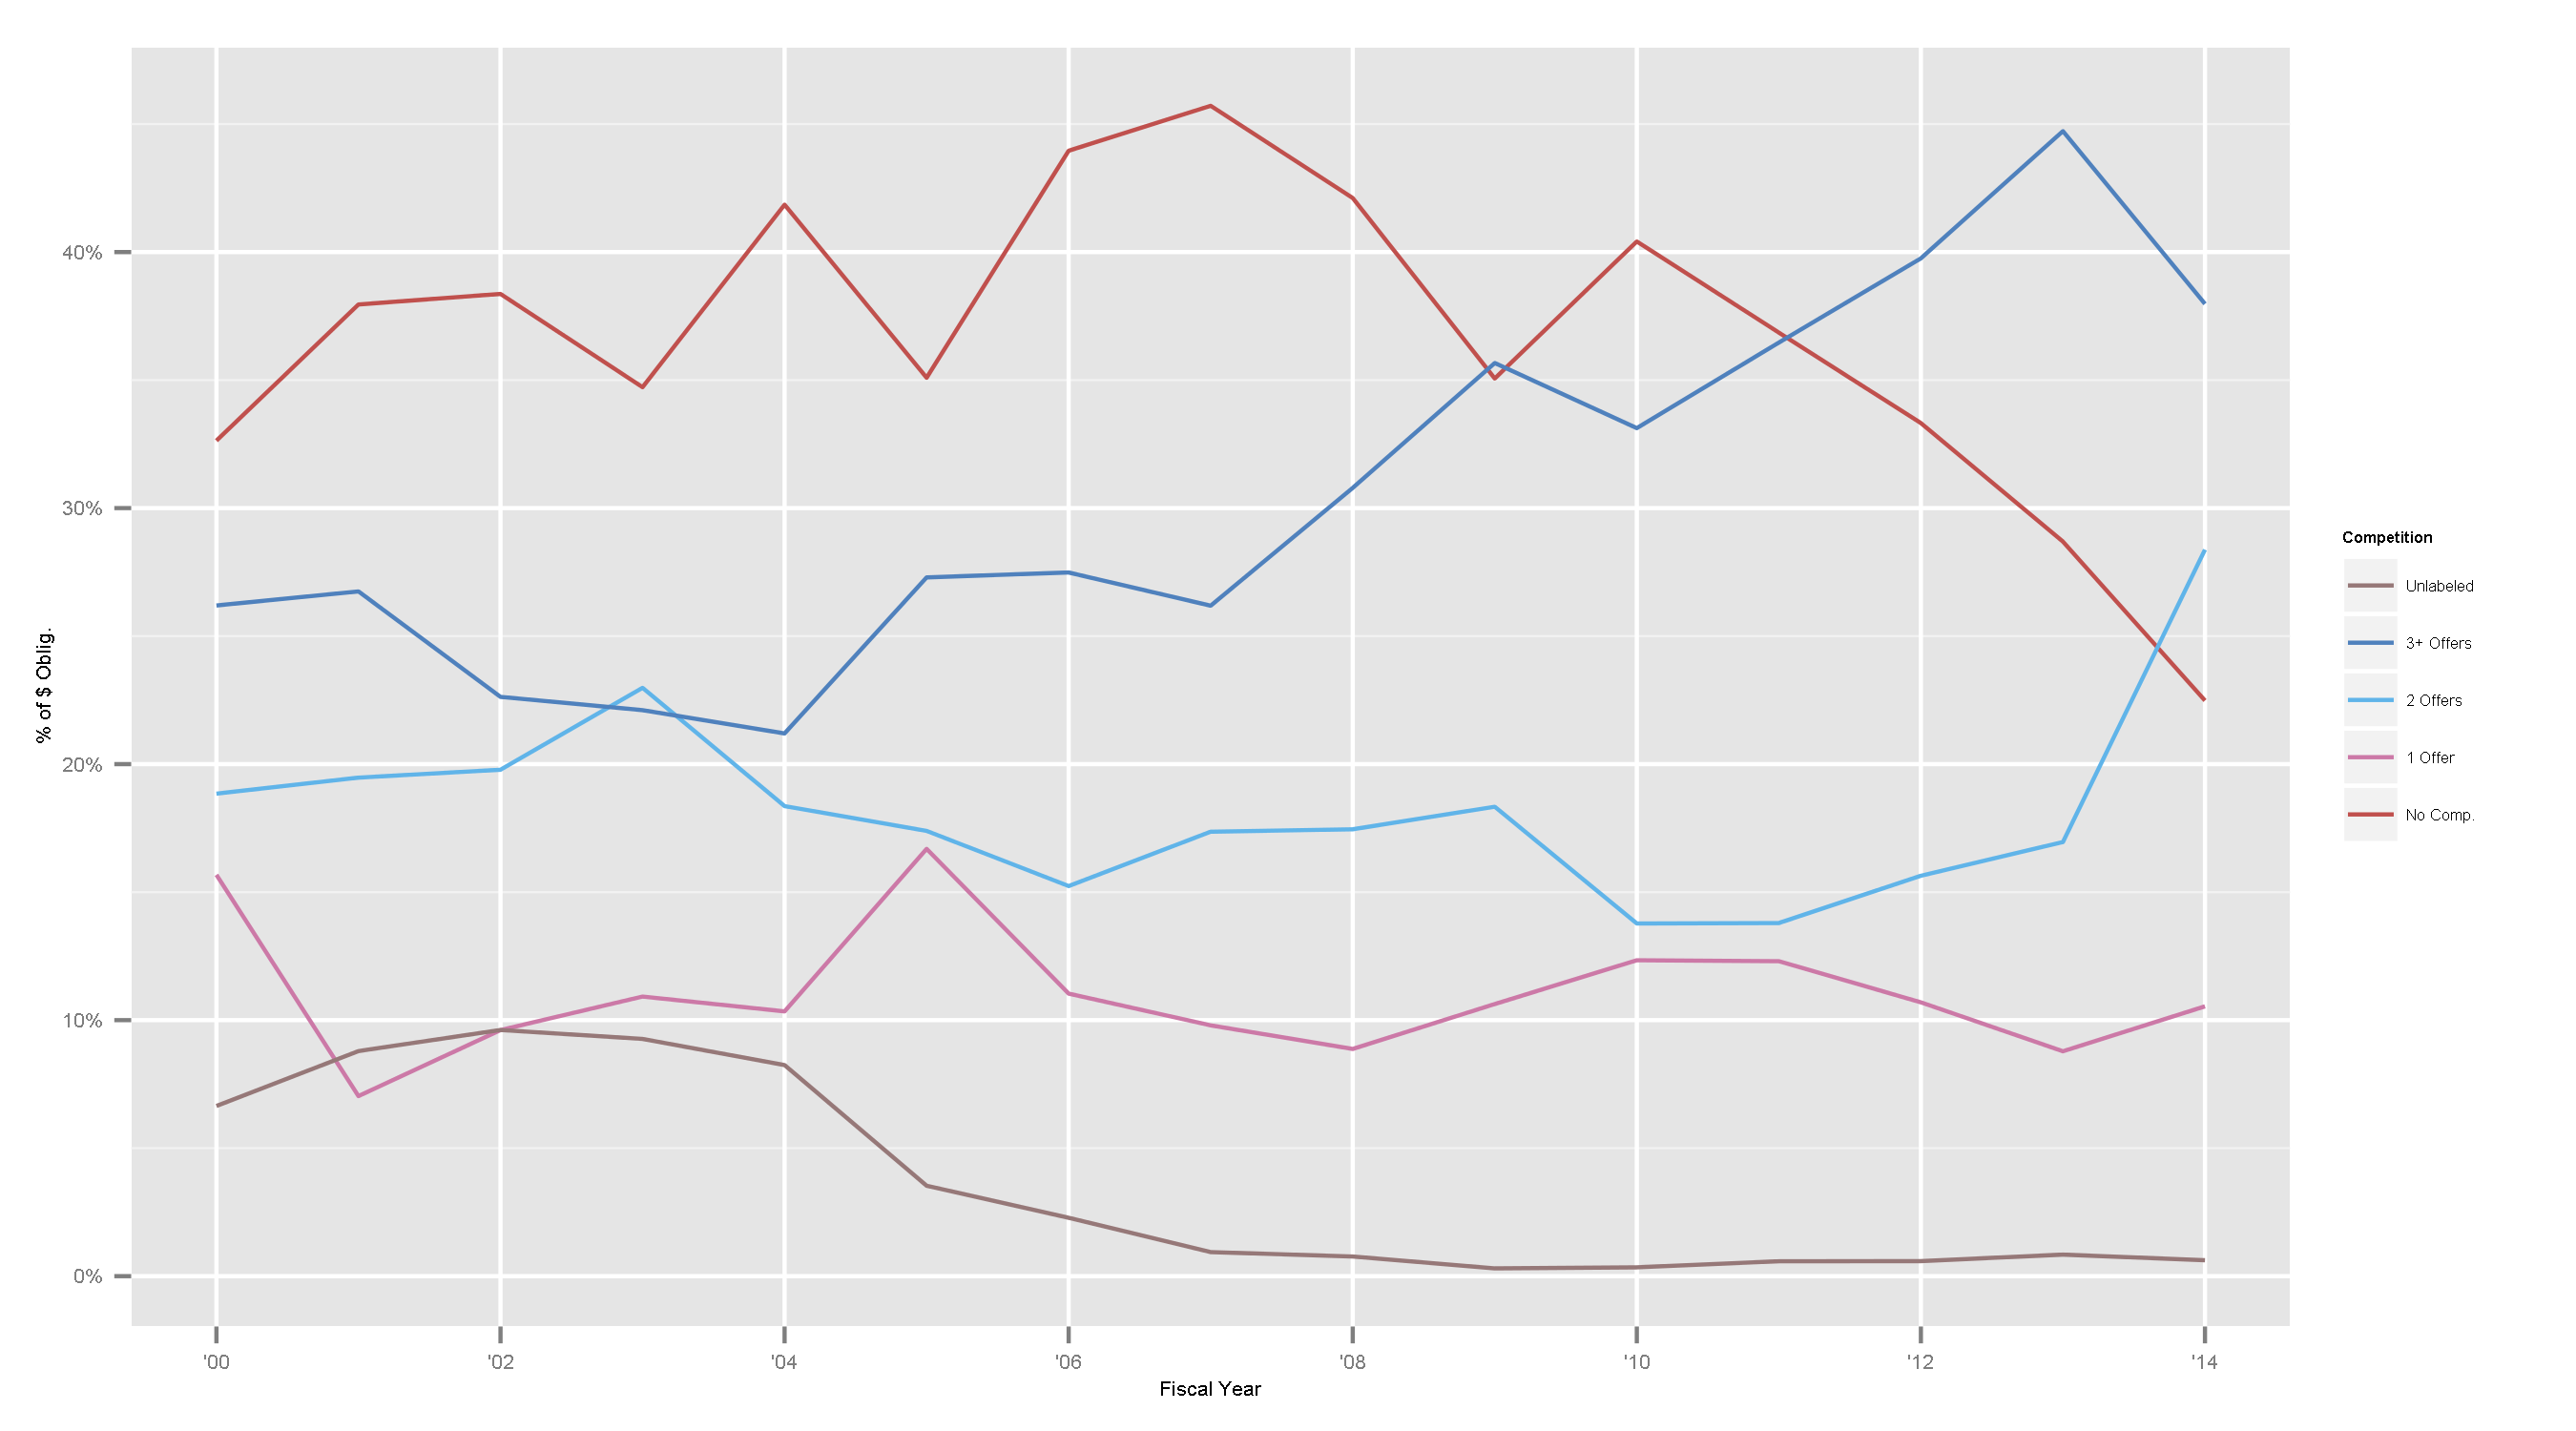 40%
30%
20%
10%
0%
% of $ Oblig.
'00 '02 '04 '06 '08 '10 '12 '14
Fiscal Year
Competition
Unlabeled
3+ Offers
2 Offers
1 Offer
No Comp.